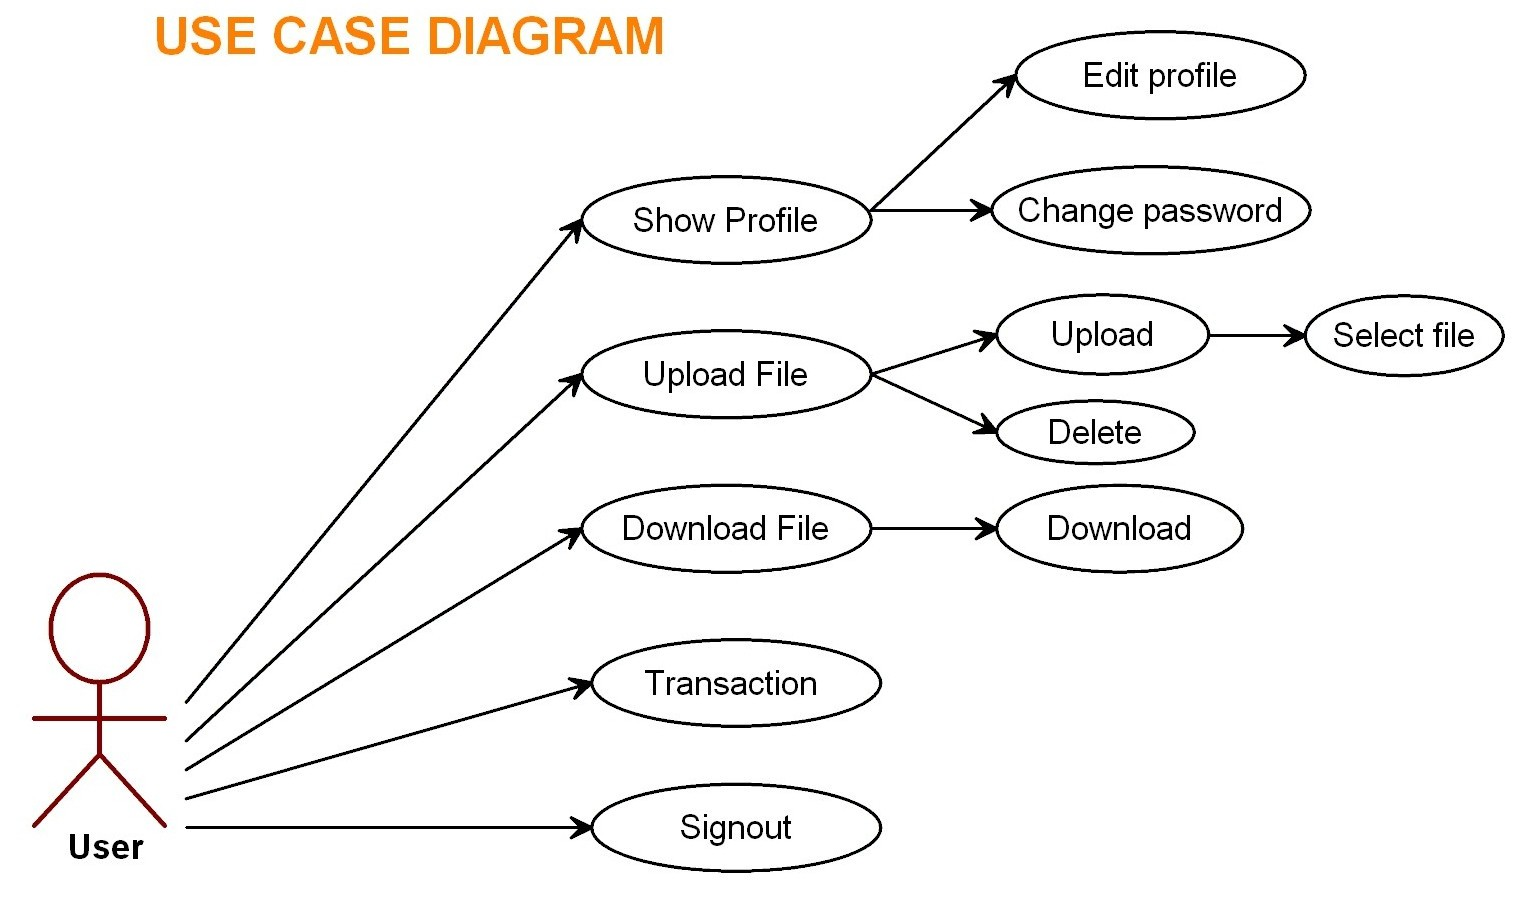 USE CASE DIAGRAM
Edit profile
Show Profile
Change password
Upload File
Upload
Select file
Delete
Download File
Download
Transaction
Signout
User